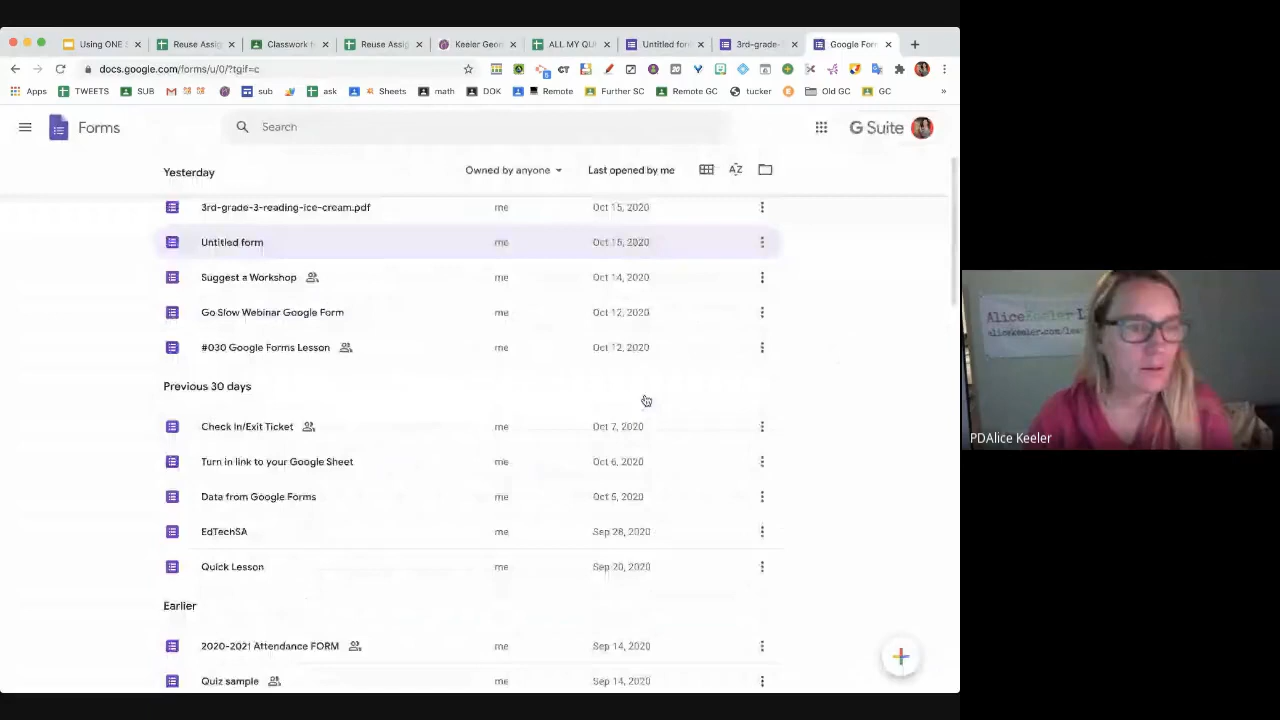 Using ONE
Reuse Assig
Classwork f
Reuse Assig
Keeler Geo
ALL MY QU
Untitled for
3rd-grade-
Google For
docs.google.com/forms/u/0/?tgif=c
Apps TWEETS SUB sub ask Sheets math DOK Remote Further SC Remote GC tucker Old GC GC »
Forms
Search
G Suite
Yesterday Owned by anyone Last opened by me AZ
3rd-grade-3-reading-ice-cream.pdf me Oct 15, 2020
Untitled form me Oct 15, 2020
Suggest a Workshop me Oct 14, 2020
Go Slow Webinar Google Form me Oct 12, 2020
#030 Google Forms Lesson me Oct 12, 2020
Previous 30 days
Check In/Exit Ticket me Oct 7, 2020
Turn in link to your Google Sheet me Oct 6, 2020
Data from Google Forms me Oct 5, 2020
EdTechSA me Sep 28, 2020
Quick Lesson me Sep 20, 2020
Earlier
2020-2021 Attendance FORM me Sep 14, 2020
Quiz sample me Sep 14, 2020
AliceKeeler L
alicekeeler.com/lea
PDAlice Keeler